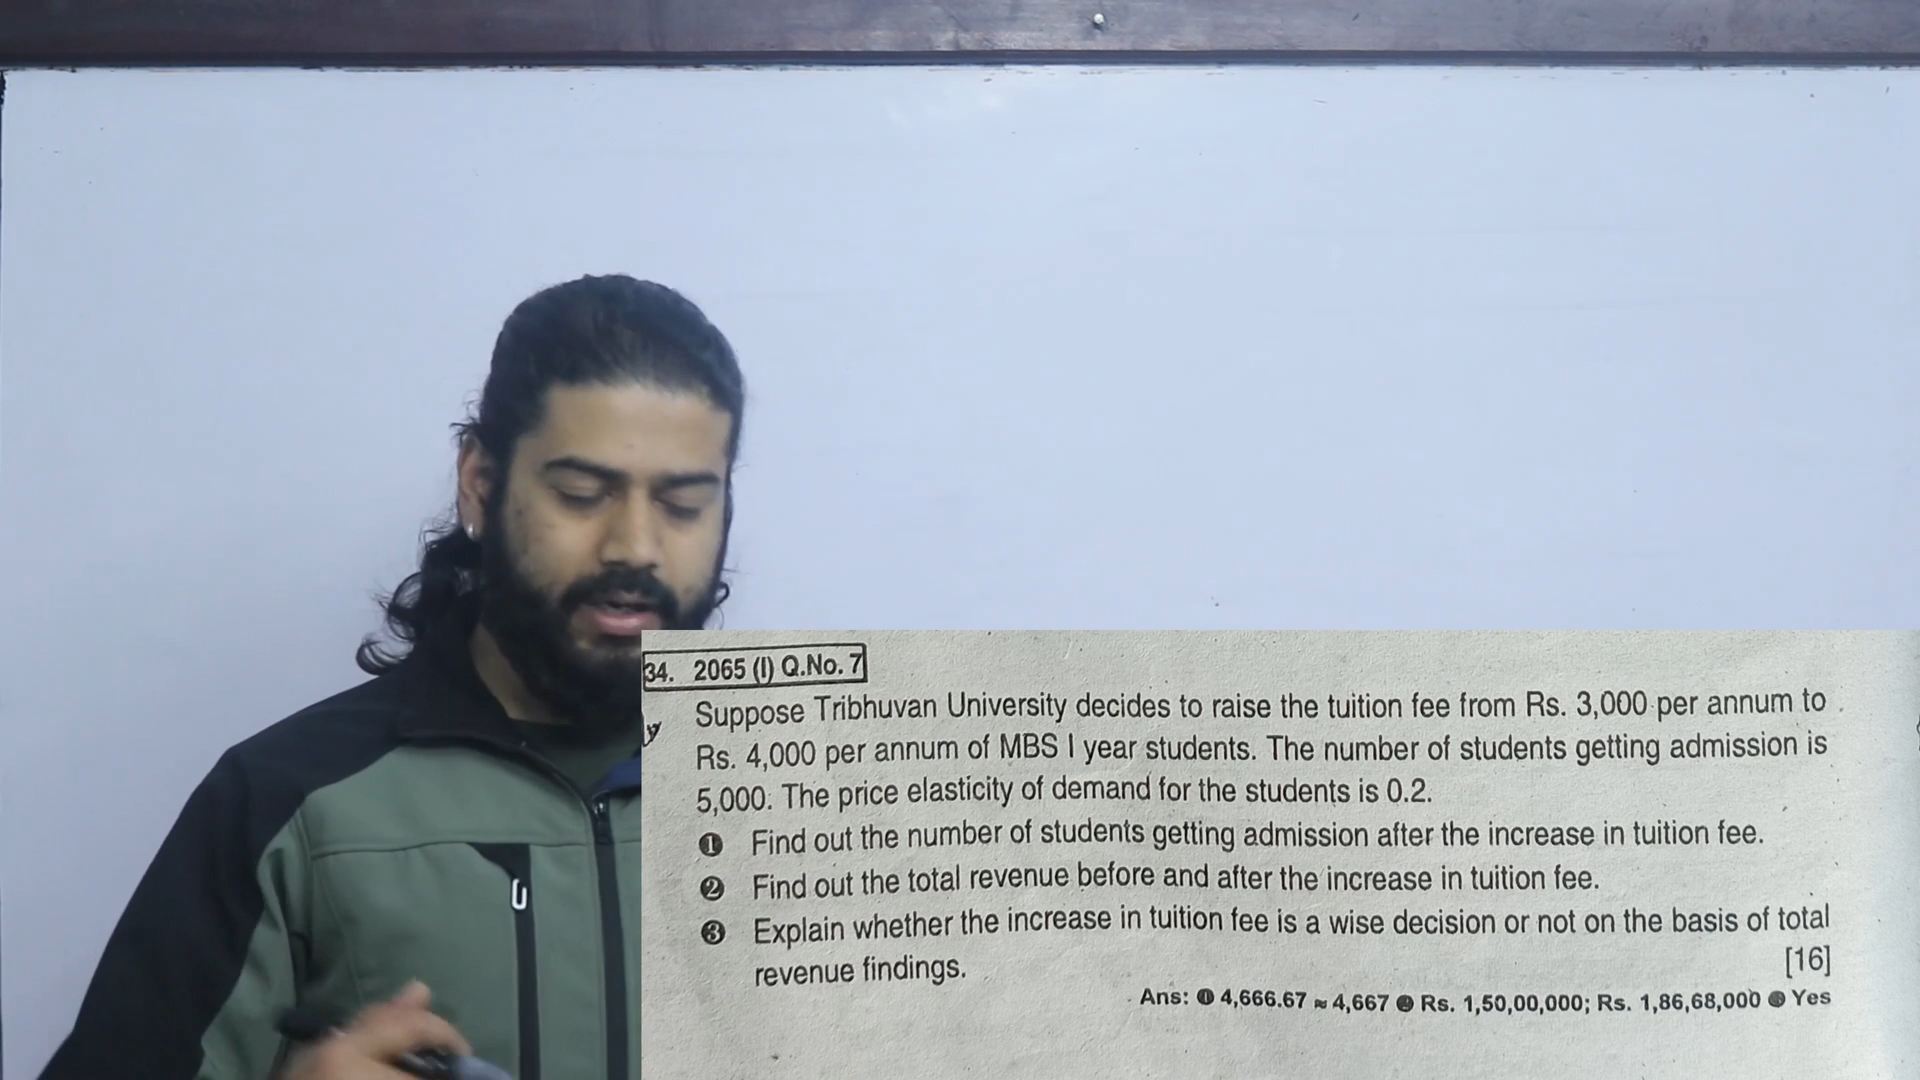 34. 2065 (I) Q.No. 7
Suppose Tribhuvan University decides to raise the tuition fee from Rs. 3,000 per annum to
Rs. 4,000 per annum of MBS I year students. The number of students getting admission is
5,000. The price elasticity of demand for the students is 0.2.
❶ Find out the number of students getting admission after the increase in tuition fee.
❷ Find out the total revenue before and after the increase in tuition fee.
❸ Explain whether the increase in tuition fee is a wise decision or not on the basis of total
revenue findings. [16]
Ans: ❶ 4,666.67 ≈ 4,667 ❷ Rs. 1,50,00,000; Rs. 1,86,68,000 ❸ Yes